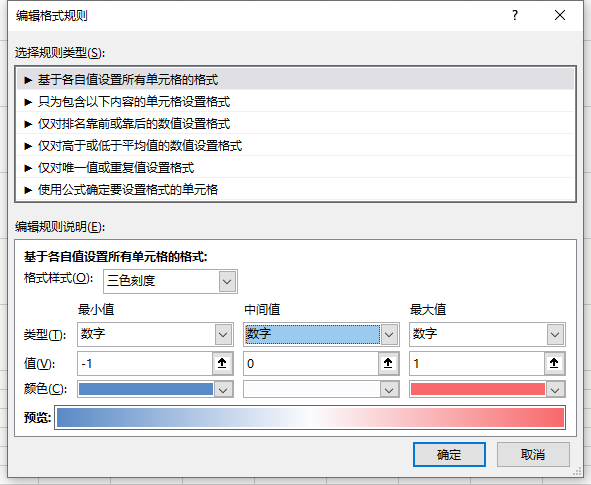 编辑格式规则 ?
选择规则类型(S):
► 基于各自值设置所有单元格的格式
► 只为包含以下内容的单元格设置格式
► 仅对排名靠前或靠后的数值设置格式
► 仅对高于或低于平均值的数值设置格式
► 仅对唯一值或重复值设置格式
► 使用公式确定要设置格式的单元格
编辑规则说明(E):
基于各自值设置所有单元格的格式:
格式样式(O): 三色刻度
最小值 中间值 最大值
类型(T): 数字 数字 数字
值(V): -1 0 1
颜色(C):
预览:
确定 取消